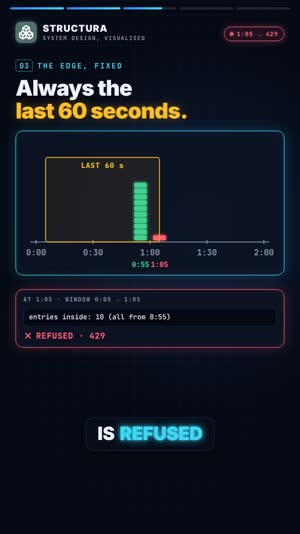 STRUCTURA
SYSTEM DESIGN, VISUALISED
1:05 → 429
03 THE EDGE, FIXED
Always the
last 60 seconds.
LAST 60 s
0:00 0:30 1:00 1:30 2:00
0:55 1:05
AT 1:05 · WINDOW 0:05 → 1:05
entries inside: 10 (all from 0:55)
✕ REFUSED · 429
IS REFUSED